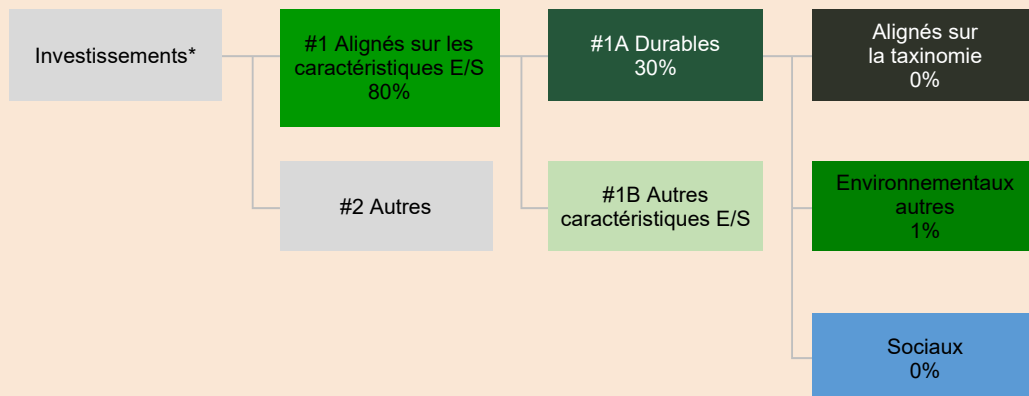 Investissements*
#1 Alignés sur les
caractéristiques E/S
80%
#1A Durables
30%
Alignés sur
la taxinomie
0%
#2 Autres
#1B Autres
caractéristiques E/S
Environnementaux
autres
1%
Sociaux
0%